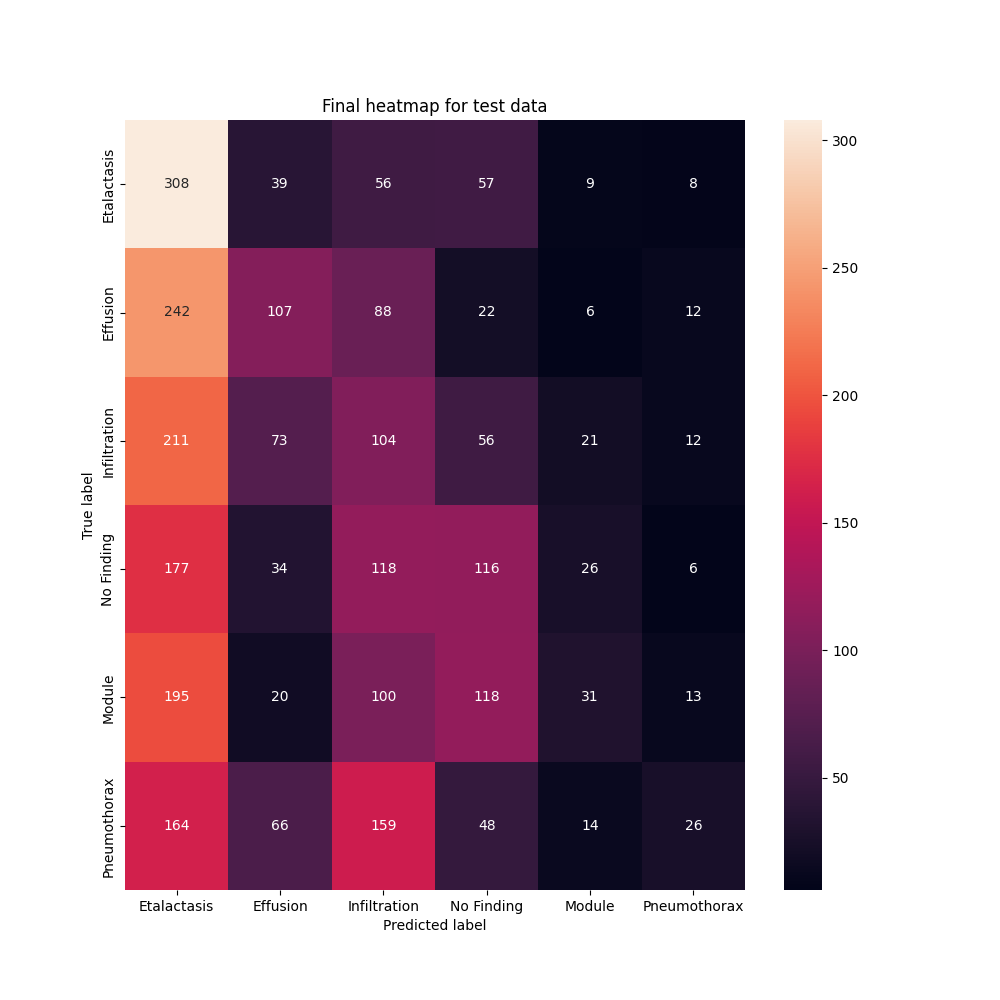 Final heatmap for test data
True label
Etalactasis 308 39 56 57 9 8
Effusion 242 107 88 22 6 12
Infiltration 211 73 104 56 21 12
No Finding 177 34 118 116 26 6
Module 195 20 100 118 31 13
Pneumothorax 164 66 159 48 14 26
Etalactasis Effusion Infiltration No Finding Module Pneumothorax
Predicted label
300
250
200
150
100
50